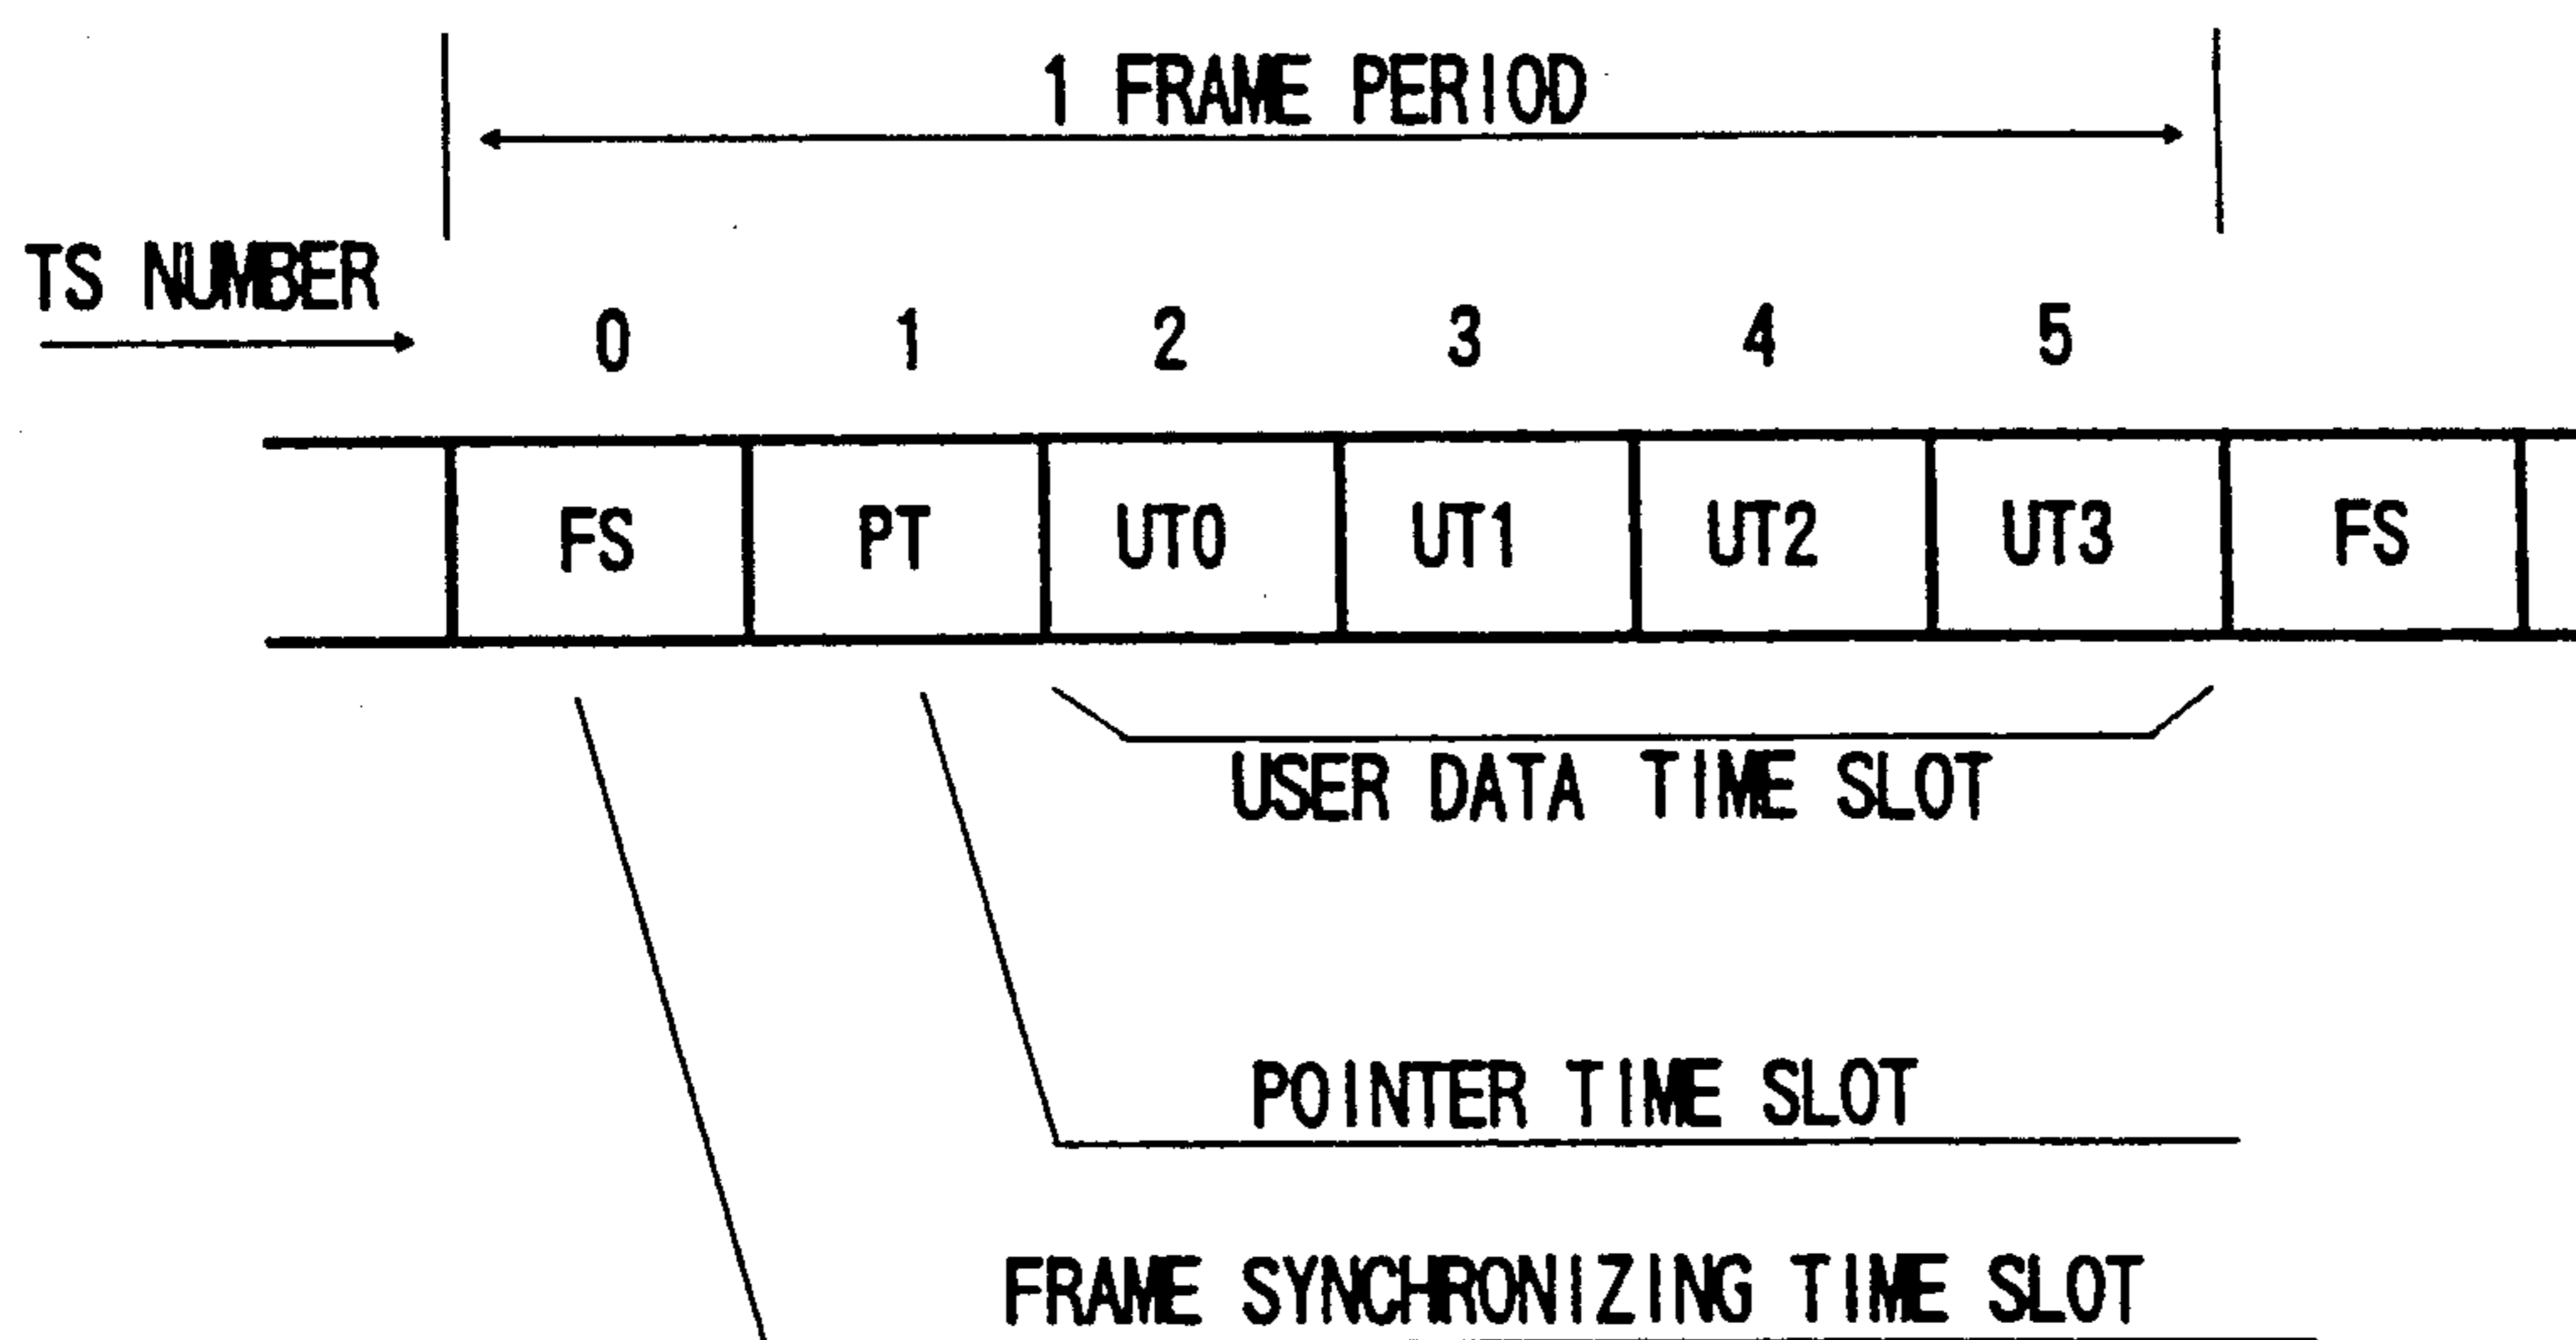 1 FRAME PERIOD
TS NUMBER
0 1 2 3 4 5
FS PT UT0 UT1 UT2 UT3 FS
USER DATA TIME SLOT
POINTER TIME SLOT
FRAME SYNCHRONIZING TIME SLOT